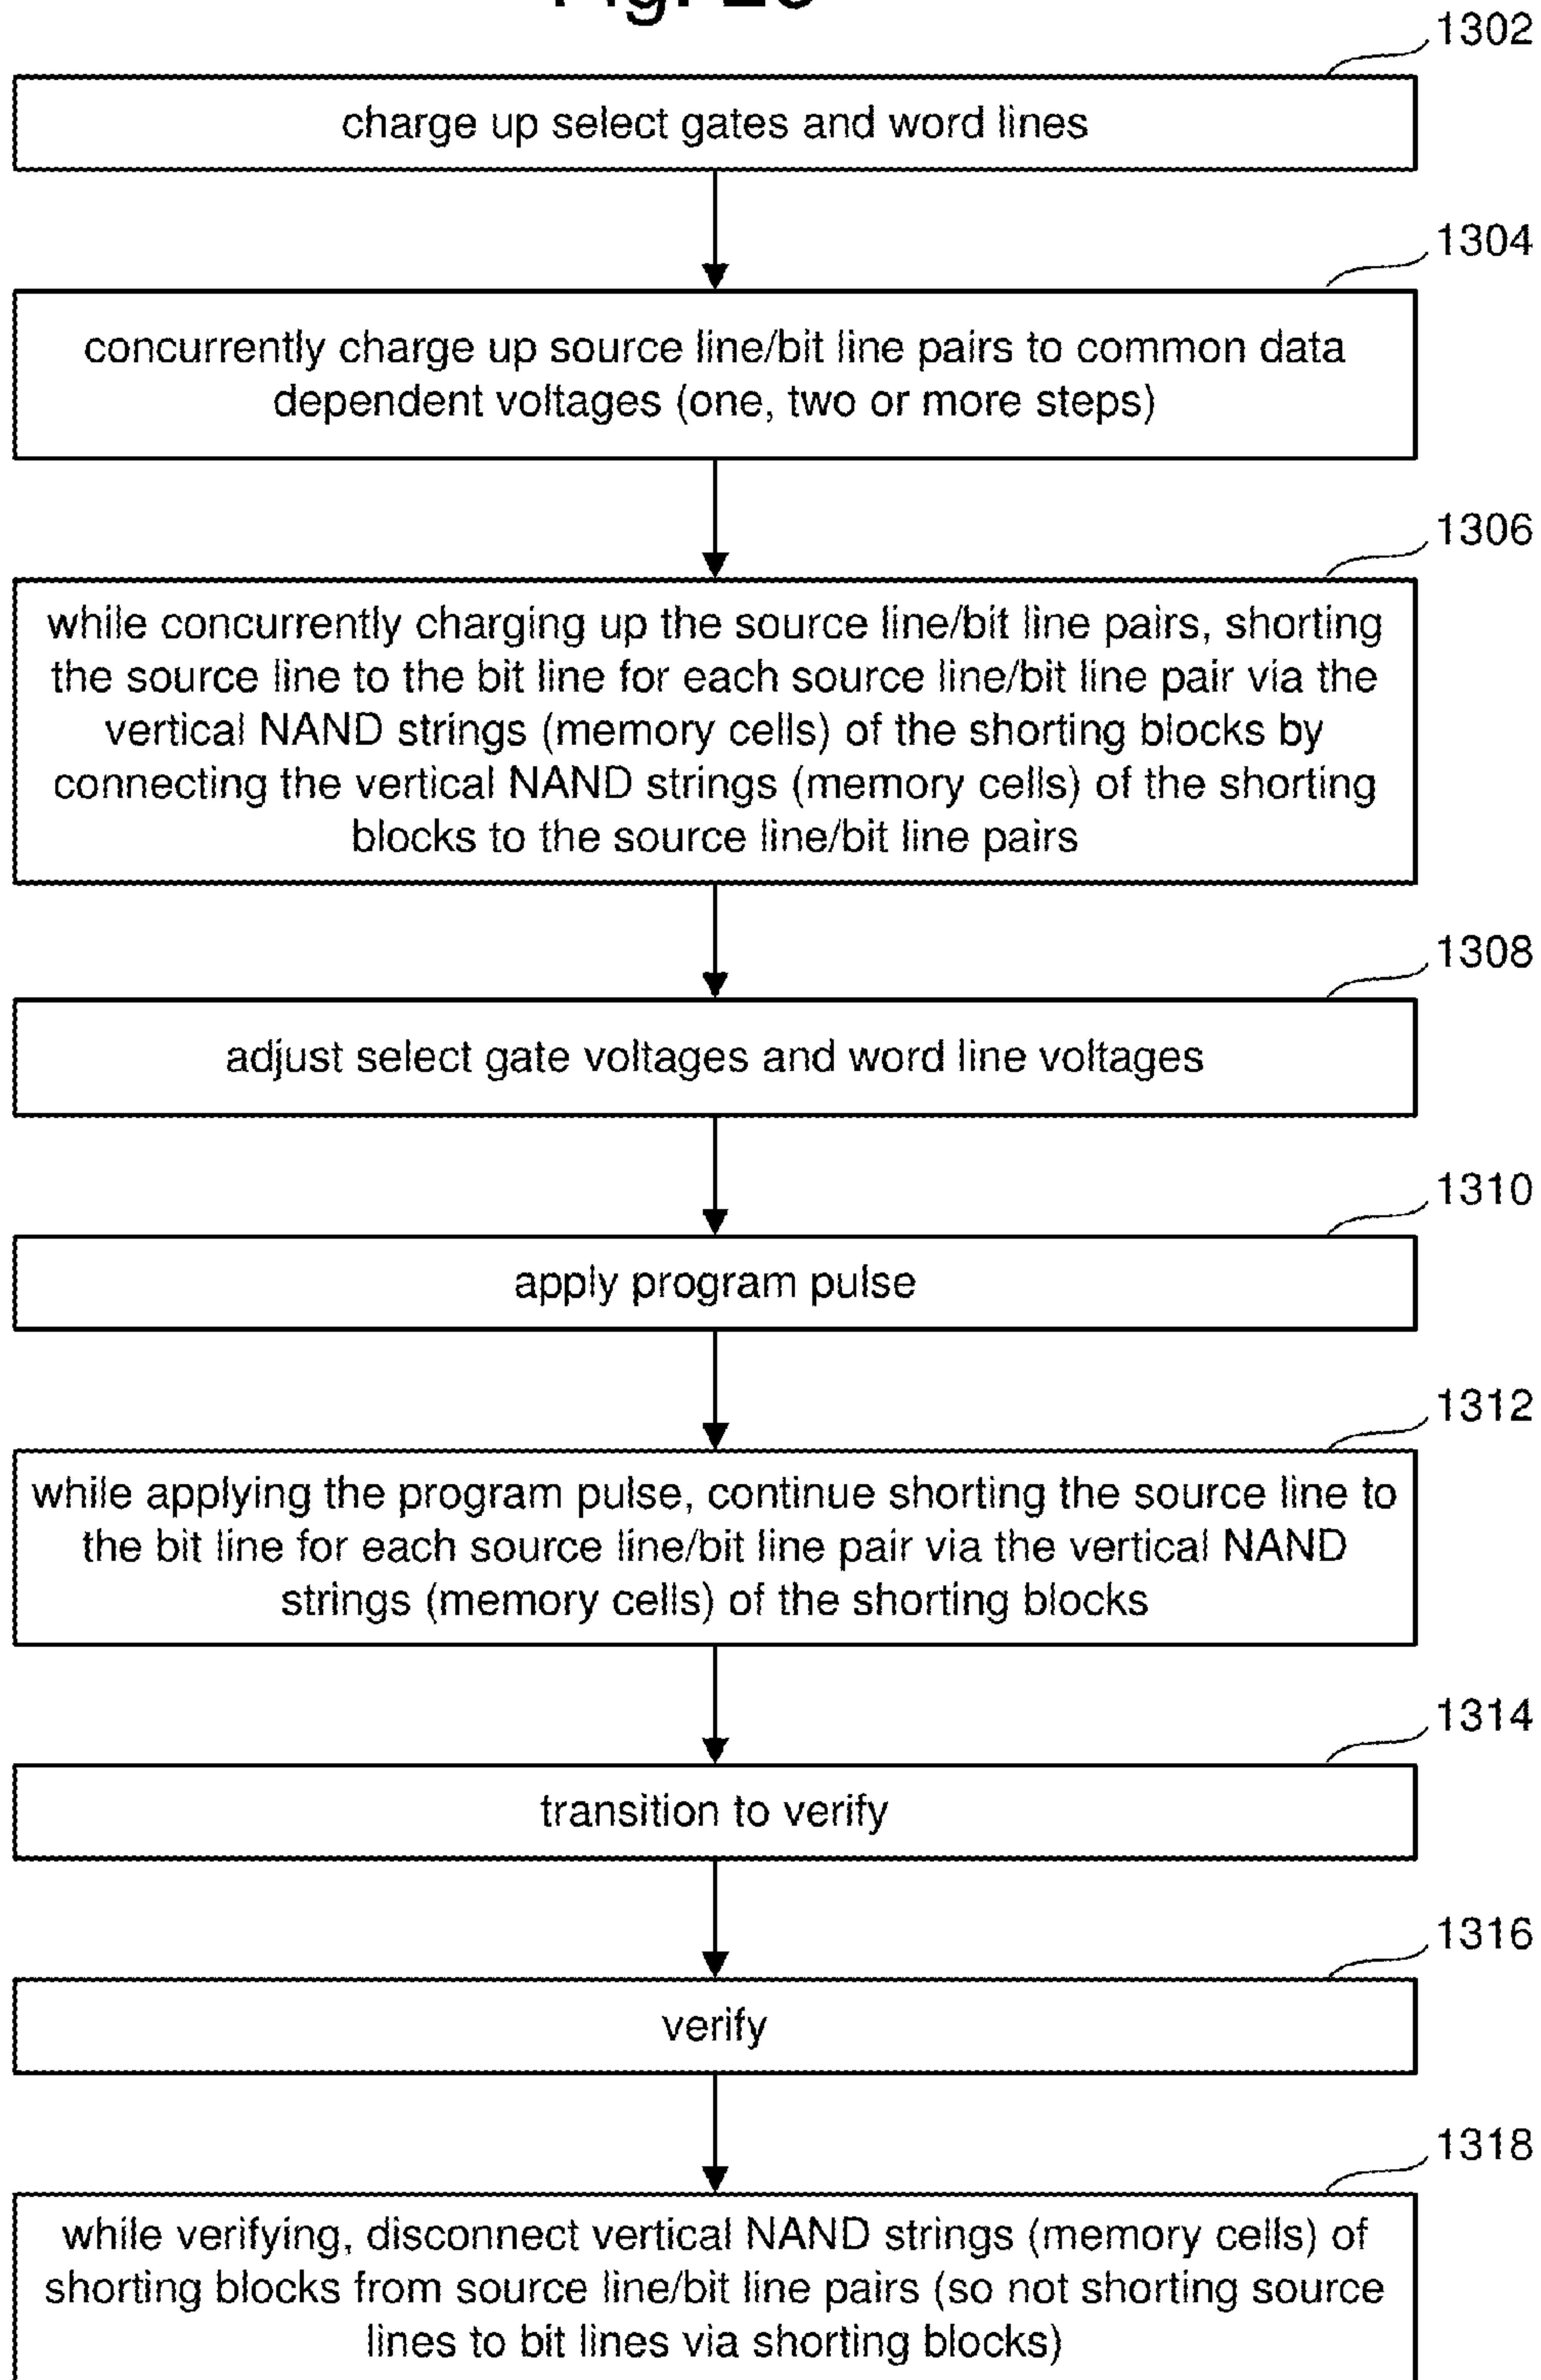 1302
charge up select gates and word lines
1304
concurrently charge up source line/bit line pairs to common data
dependent voltages (one, two or more steps)
1306
while concurrently charging up the source line/bit line pairs, shorting
the source line to the bit line for each source line/bit line pair via the
vertical NAND strings (memory cells) of the shorting blocks by
connecting the vertical NAND strings (memory cells) of the shorting
blocks to the source line/bit line pairs
1308
adjust select gate voltages and word line voltages
1310
apply program pulse
1312
while applying the program pulse, continue shorting the source line to
the bit line for each source line/bit line pair via the vertical NAND
strings (memory cells) of the shorting blocks
1314
transition to verify
1316
verify
1318
while verifying, disconnect vertical NAND strings (memory cells) of
shorting blocks from source line/bit line pairs (so not shorting source
lines to bit lines via shorting blocks)